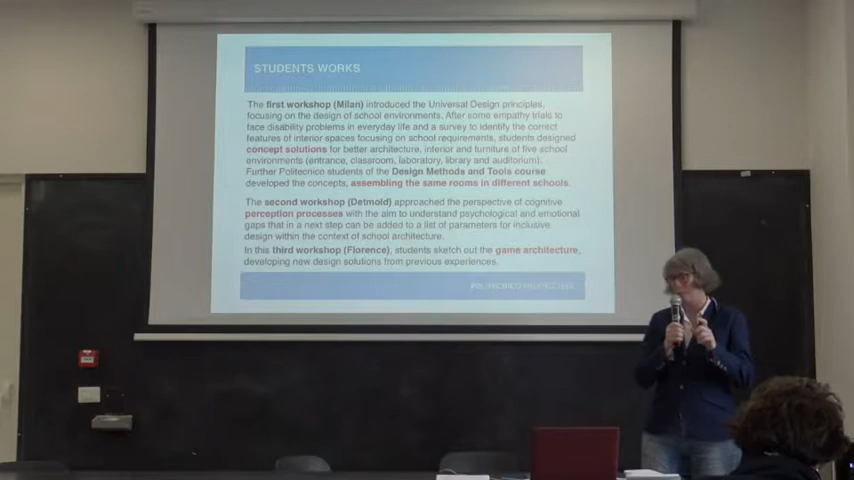 STUDENTS WORKS
The first workshop (Milan) introduced the Universal Design principles,
focusing on the design of school environments. After some empathy trials to
face disability problems in everyday life and a survey to identify the correct
features of interior spaces focusing on school requirements, students designed
concept solutions for better architecture, interior and furniture of five school
environments (entrance, classroom, laboratory, library and auditorium).
Further Politecnico students of the Design Methods and Tools course
developed the concepts, assembling the same rooms in different schools.
The second workshop (Detmold) approached the perspective of cognitive
perception processes with the aim to understand psychological and emotional
gaps that in a next step can be added to a list of parameters for inclusive
design within the context of school architecture.
In this third workshop (Florence), students sketch out the game architecture,
developing new design solutions from previous experiences.
POLITECNICO